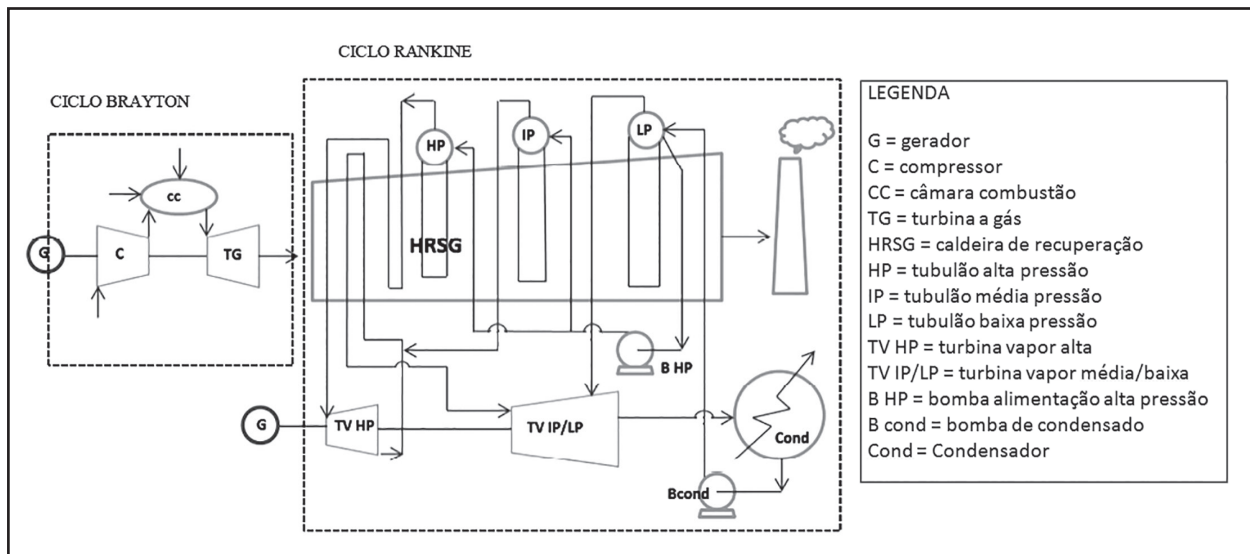 CICLO RANKINE
CICLO BRAYTON
HP
IP
LP
cc
G
C
TG
HRSG
B HP
G
TV HP
TV IP/LP
Cond
Bcond
LEGENDA
G = gerador
C = compressor
CC = câmara combustão
TG = turbina a gás
HRSG = caldeira de recuperação
HP = tubulão alta pressão
IP = tubulão média pressão
LP = tubulão baixa pressão
TV HP = turbina vapor alta
TV IP/LP = turbina vapor média/baixa
B HP = bomba alimentação alta pressão
B cond = bomba de condensado
Cond = Condensador